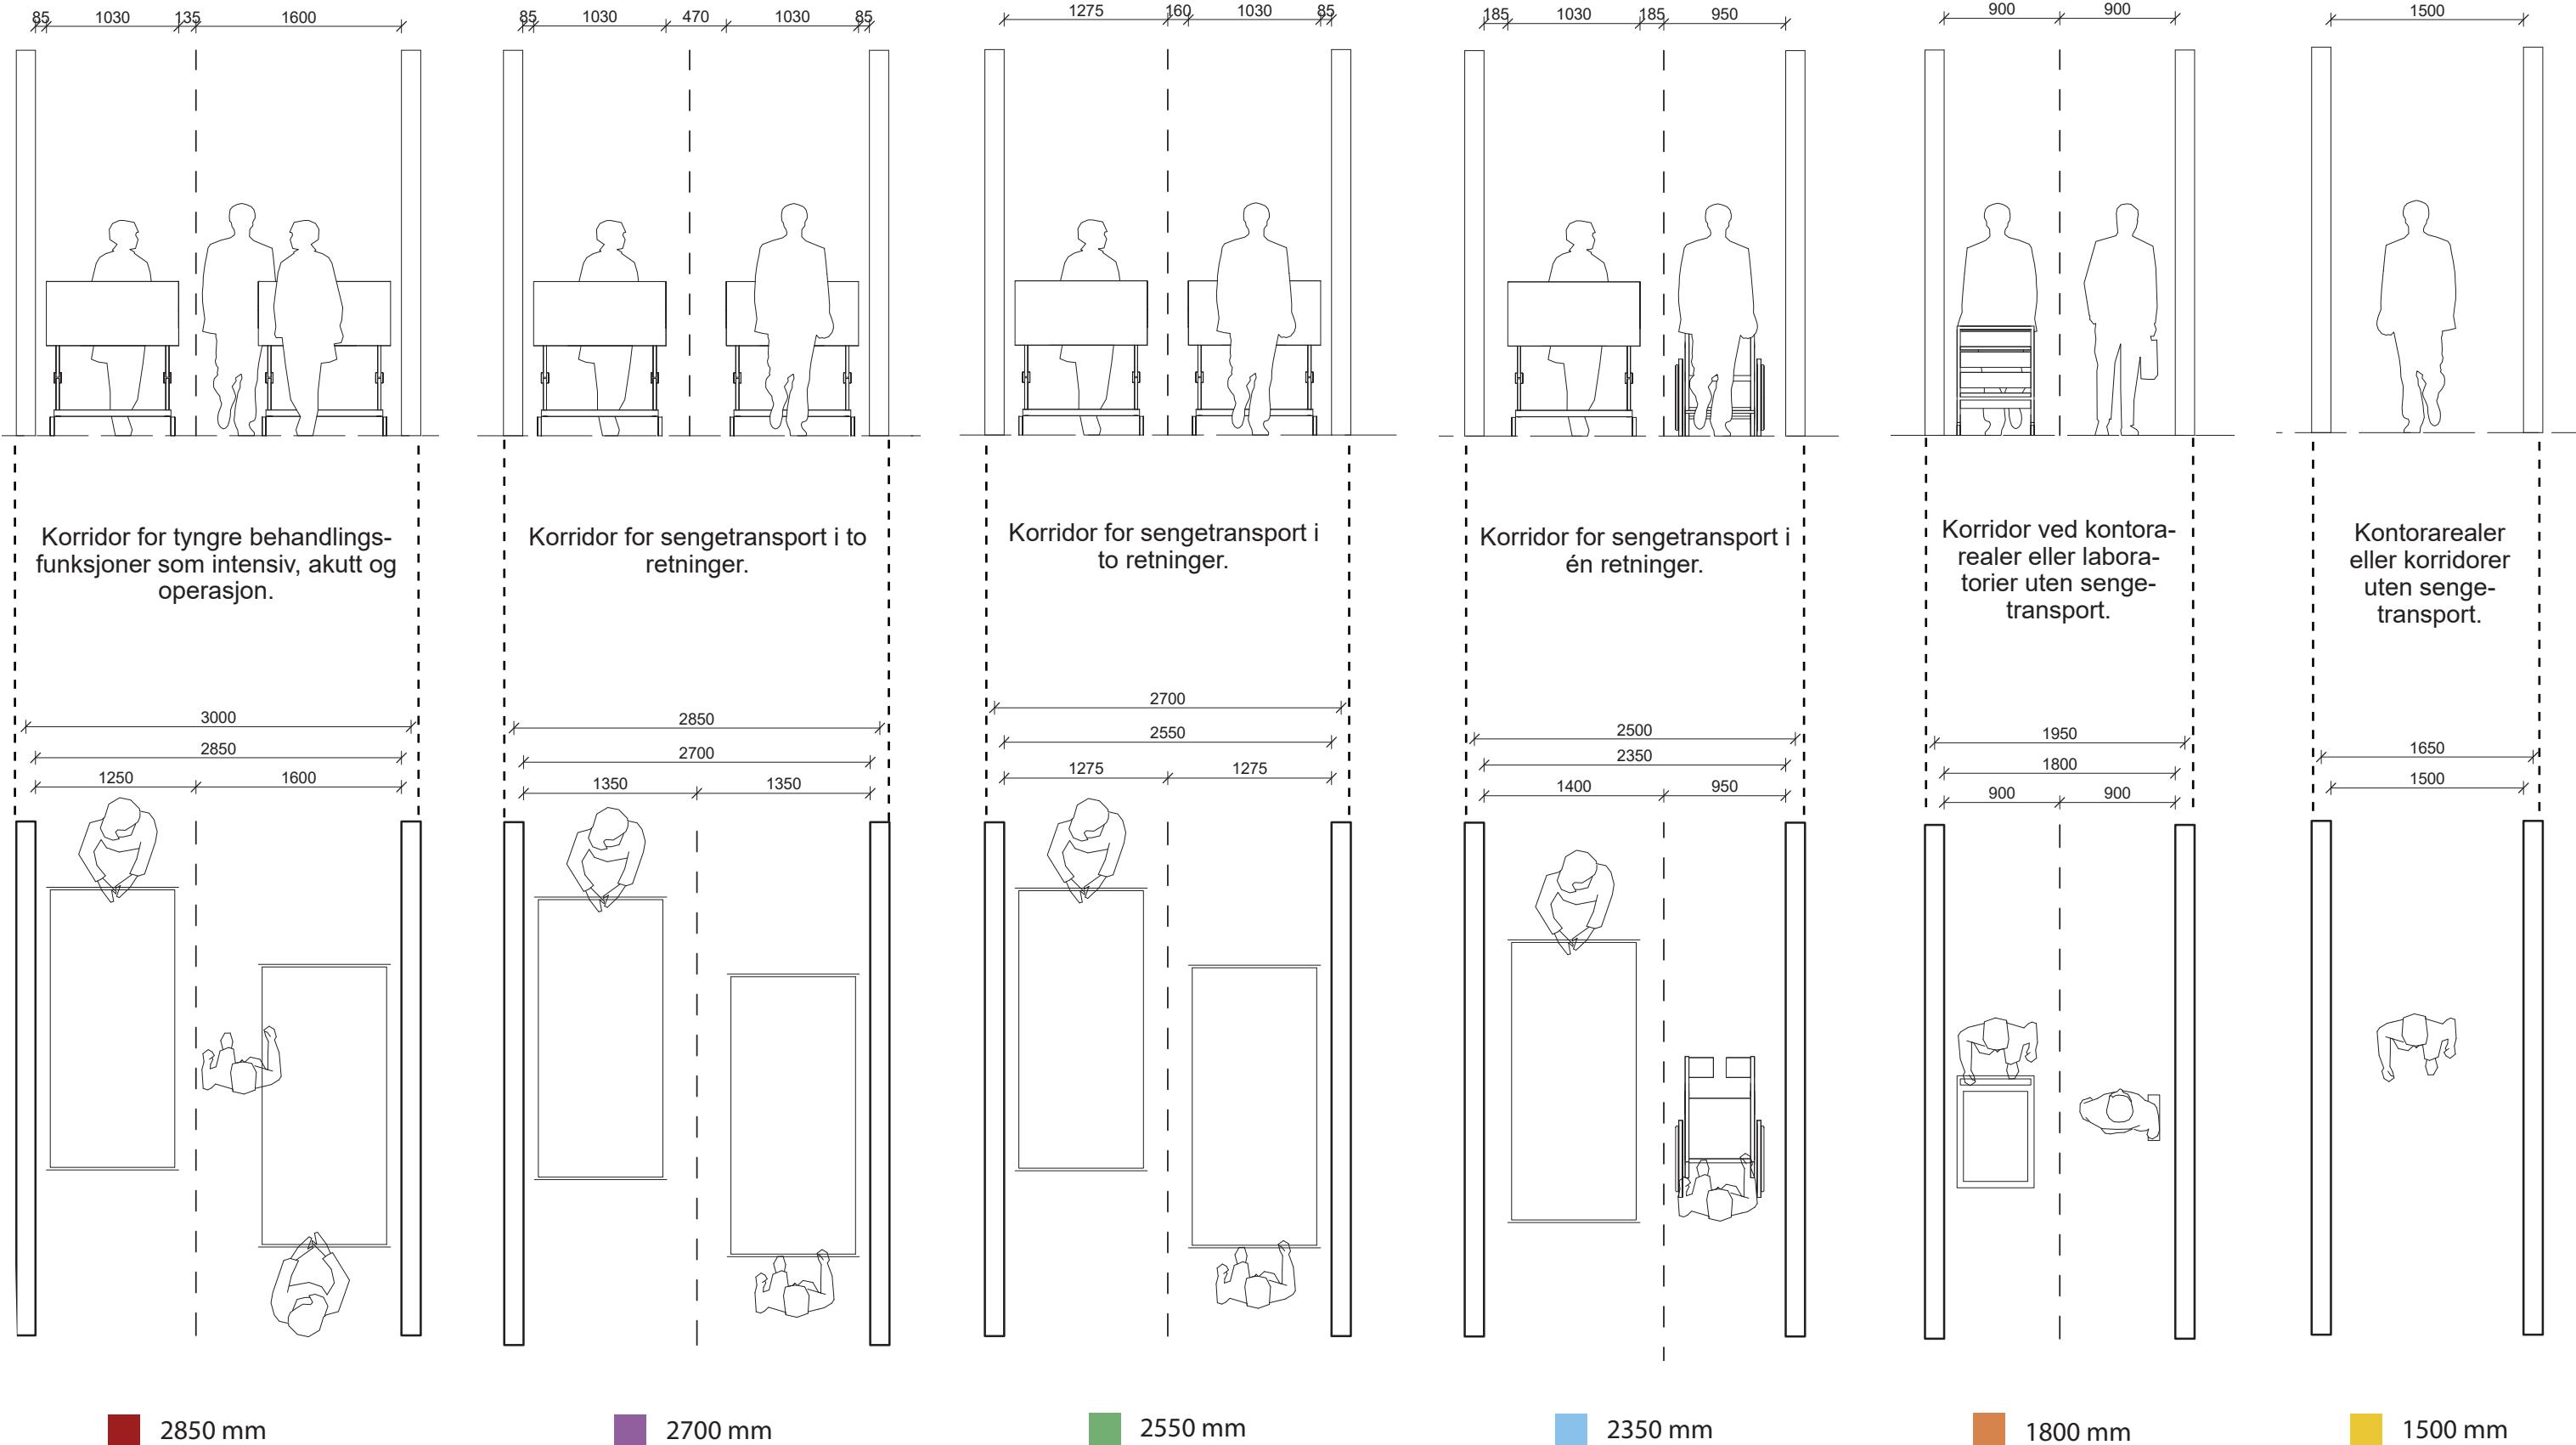 85 1030 135 1600
85 1030 470 1030 85
1275 160 1030 85
185 1030 185 950
900 900
1500
Korridor for tyngre behandlings-
funksjoner som intensiv, akutt og
operasjon.
Korridor for sengetransport i to
retninger.
Korridor for sengetransport i
to retninger.
Korridor for sengetransport i
én retninger.
Korridor ved kontora-
realer eller labora-
torier uten senge-
transport.
Kontorarealer
eller korridorer
uten senge-
transport.
3000
2850
1250 1600
2850
2700
1350 1350
2700
2550
1275 1275
2500
2350
1400 950
1950
1800
900 900
1650
1500
2850 mm
2700 mm
2550 mm
2350 mm
1800 mm
1500 mm